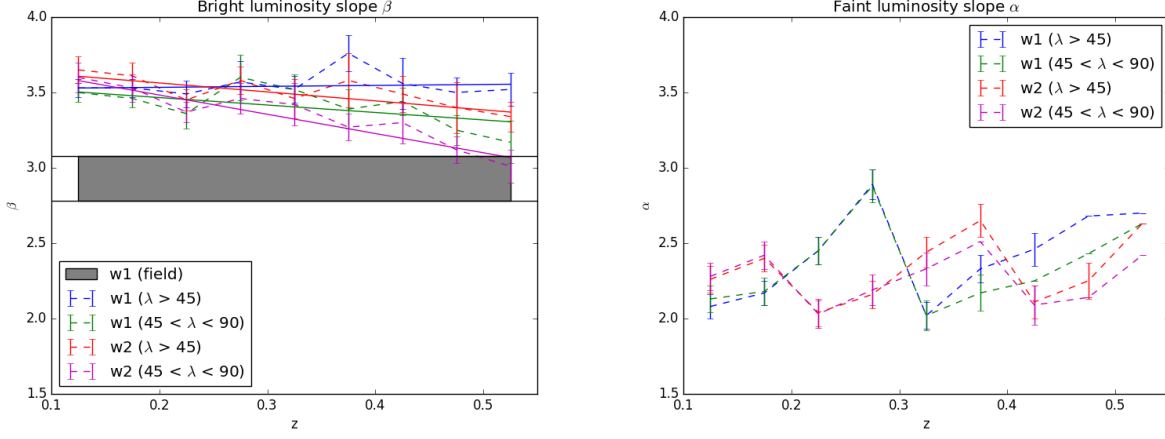 Bright luminosity slope β
4.0
3.5
3.0
2.5
2.0
1.5
β
w1 (field)
w1 (λ > 45)
w1 (45 < λ < 90)
w2 (λ > 45)
w2 (45 < λ < 90)
0.1 0.2 0.3 0.4 0.5
z
Faint luminosity slope α
4.0
3.5
3.0
2.5
2.0
1.5
α
w1 (λ > 45)
w1 (45 < λ < 90)
w2 (λ > 45)
w2 (45 < λ < 90)
0.1 0.2 0.3 0.4 0.5
z